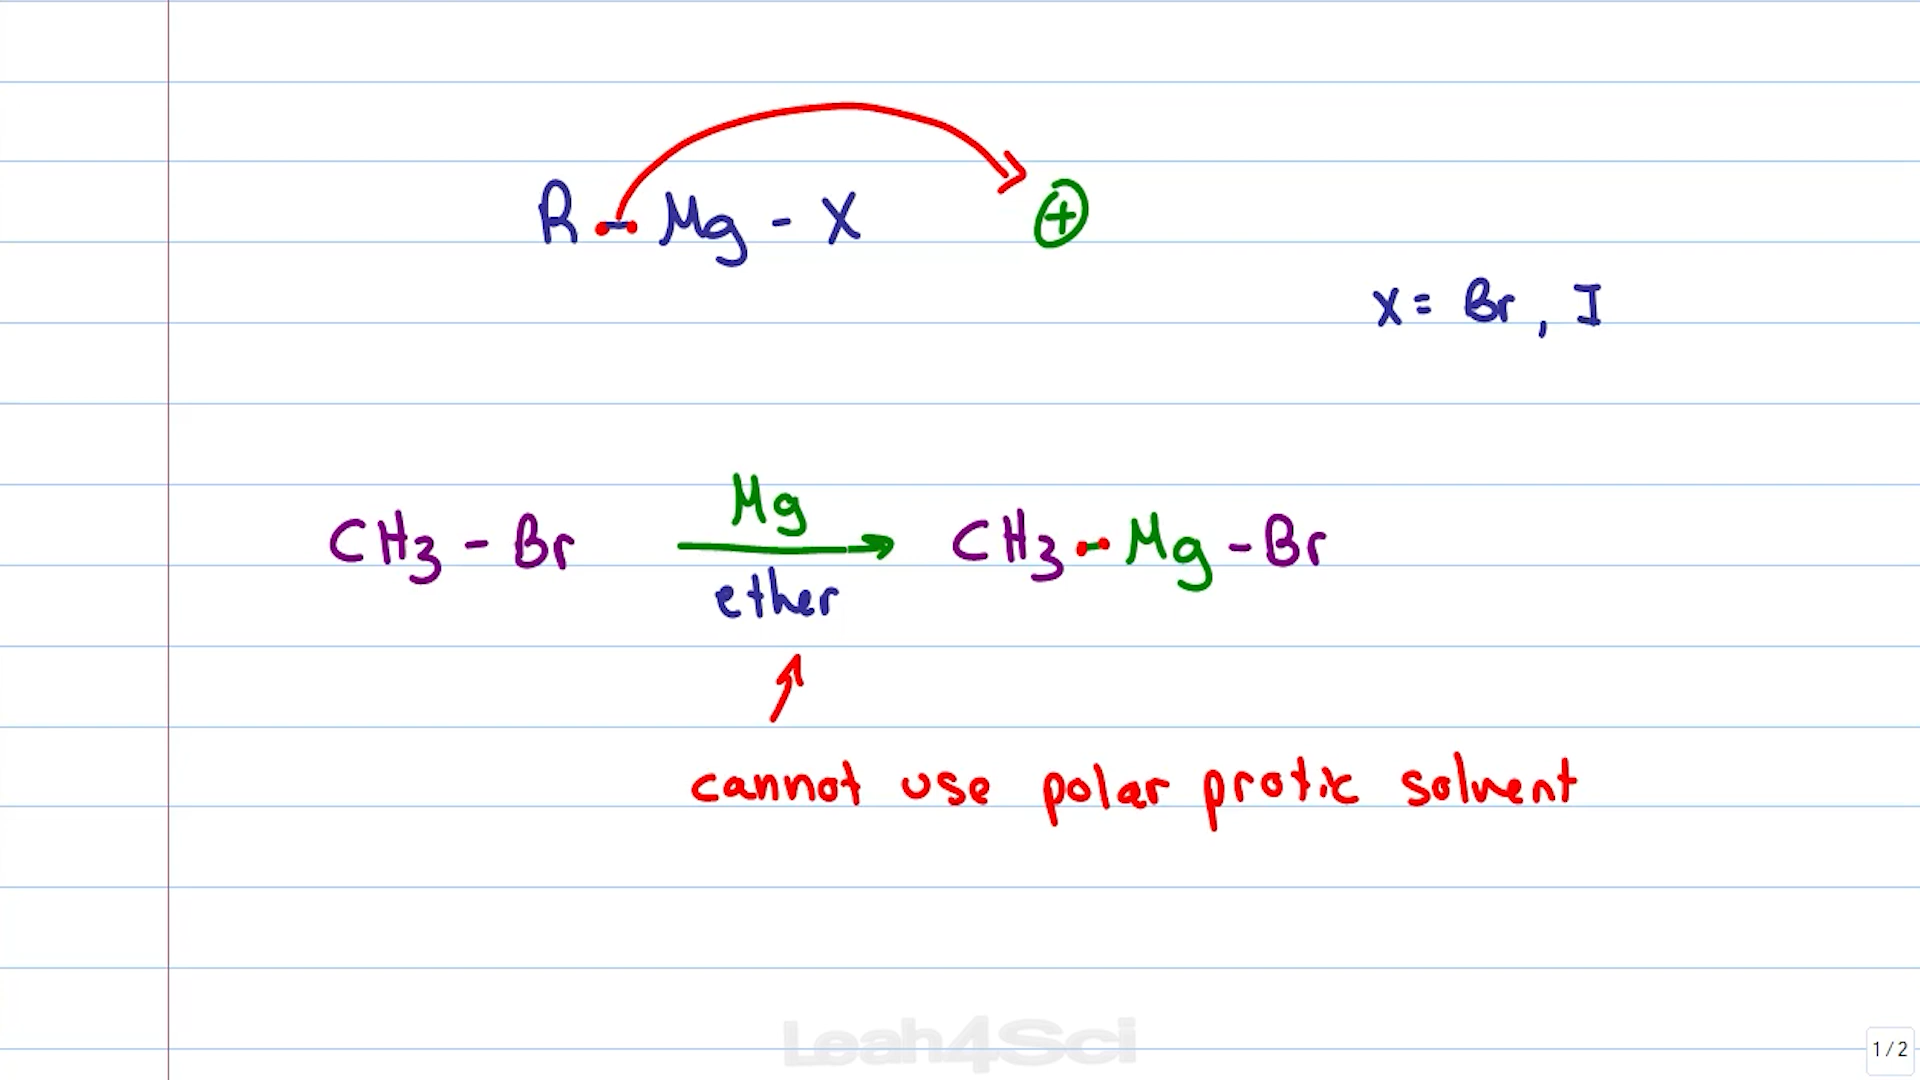 R - Mg - X ⊕
X = Br, I
Mg
CH3 - Br → CH3 - Mg - Br
ether
cannot use polar protic solvent
Leah4Sci
1 / 2